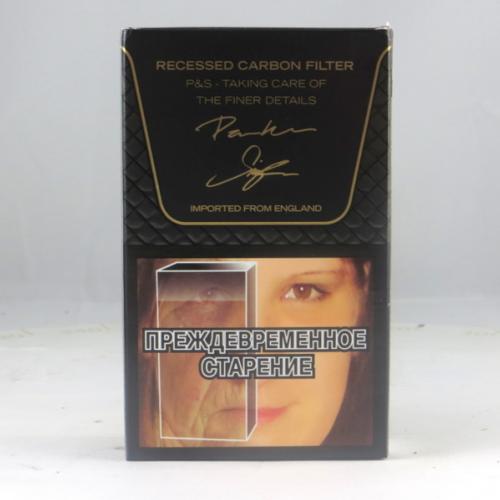 RECESSED CARBON FILTER
P&S - TAKING CARE OF
THE FINER DETAILS
IMPORTED FROM ENGLAND
ПРЕЖДЕВРЕМЕННОЕ
СТАРЕНИЕ